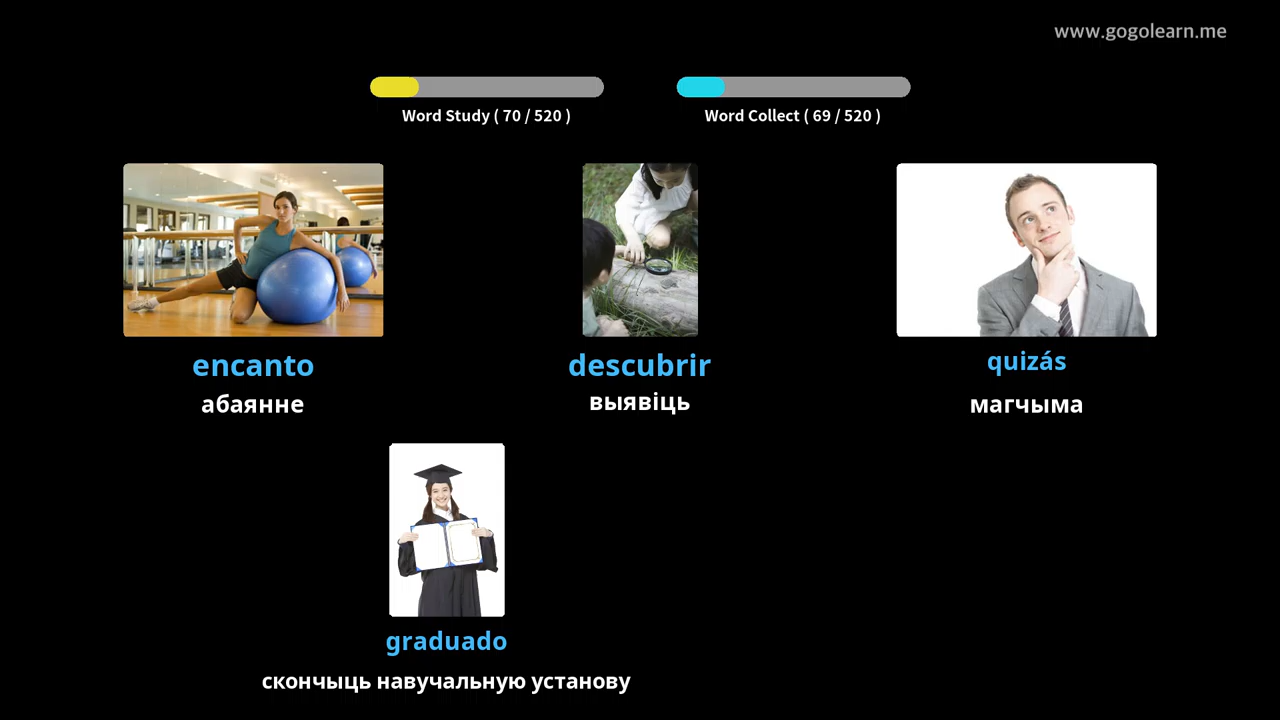 www.gogolearn.me
Word Study ( 70 / 520 )
Word Collect ( 69 / 520 )
encanto
абаянне
descubrir
выявіць
quizás
магчыма
graduado
скончыць навучальную установу